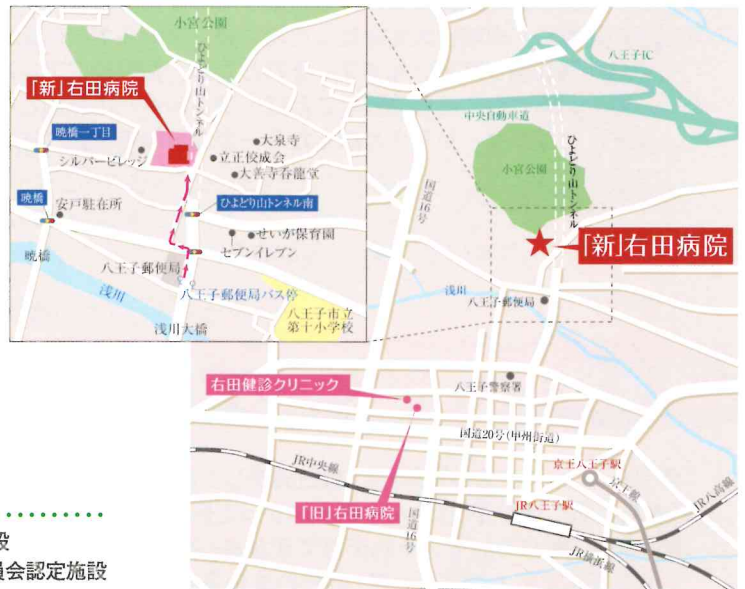 小宮公園
ひよどり山トンネル
「新」右田病院
暁橋一丁目
シルバービレッジ
大泉寺
立正佼成会
大善寺呑龍堂
暁橋
安戸駐在所
ひよどり山トンネル南
せいが保育園
セブンイレブン
暁橋
八王子郵便局
浅川
八王子郵便局バス停
浅川大橋
八王子市立
第十小学校
八王子IC
中央自動車道
小宮公園
ひよどり山トンネル
国道16号
「新」右田病院
浅川
八王子郵便局
八王子警察署
右田健診クリニック
国道20号(甲州街道)
京王八王子駅
京王線
JR中央線
「旧」右田病院
国道16号
JR八王子駅
JR八高線
JR横浜線
設
員会認定施設